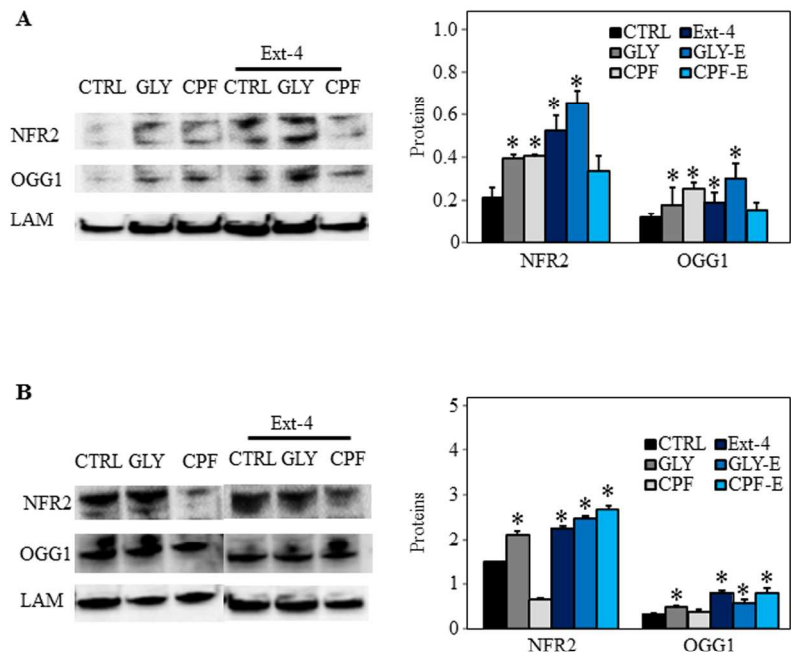 A
Ext-4
CTRL GLY CPF CTRL GLY CPF
NFR2
OGG1
LAM
CTRL Ext-4
GLY GLY-E
CPF CPF-E
Proteins
1.0
0.8
0.6
0.4
0.2
0
* * * * * * * *
NFR2 OGG1
B
Ext-4
CTRL GLY CPF CTRL GLY CPF
NFR2
OGG1
LAM
CTRL Ext-4
GLY GLY-E
CPF CPF-E
Proteins
5
4
3
2
1
0
* * * * * * * *
NFR2 OGG1